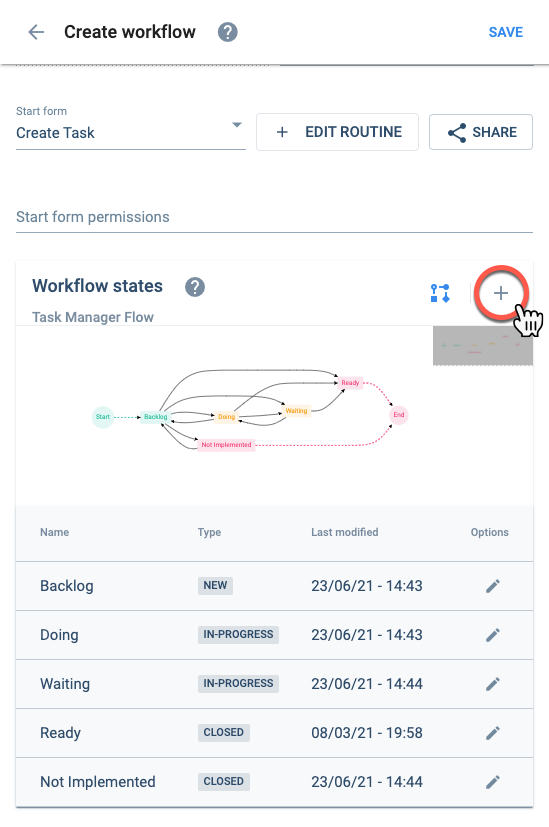 Create workflow ?
SAVE
Start form
Create Task
+ EDIT ROUTINE
SHARE
Start form permissions
Workflow states ?
Task Manager Flow
Ready
Start
Backlog
Doing
Waiting
End
Not Implemented
Name Type Last modified Options
Backlog NEW 23/06/21 - 14:43
Doing IN-PROGRESS 23/06/21 - 14:43
Waiting IN-PROGRESS 23/06/21 - 14:44
Ready CLOSED 08/03/21 - 19:58
Not Implemented CLOSED 23/06/21 - 14:44